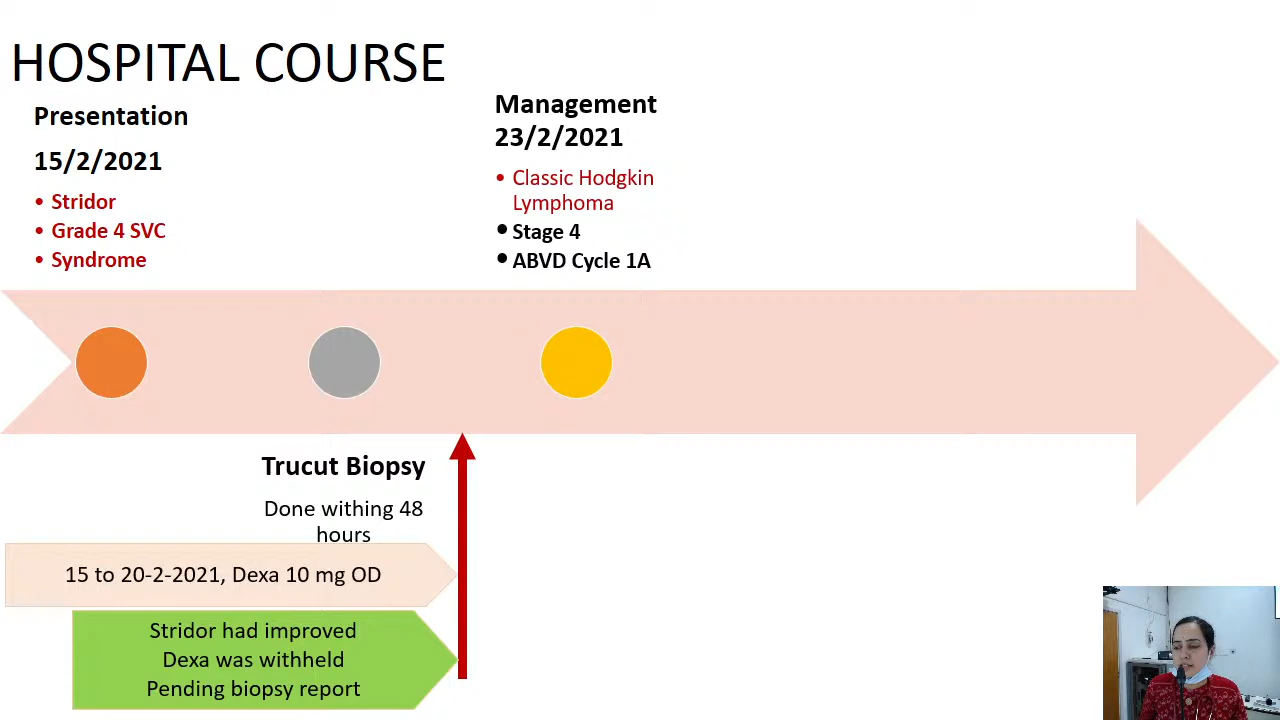 HOSPITAL COURSE
Presentation
15/2/2021
• Stridor
• Grade 4 SVC
• Syndrome
Management
23/2/2021
• Classic Hodgkin
Lymphoma
• Stage 4
• ABVD Cycle 1A
Trucut Biopsy
Done withing 48
hours
15 to 20-2-2021, Dexa 10 mg OD
Stridor had improved
Dexa was withheld
Pending biopsy report